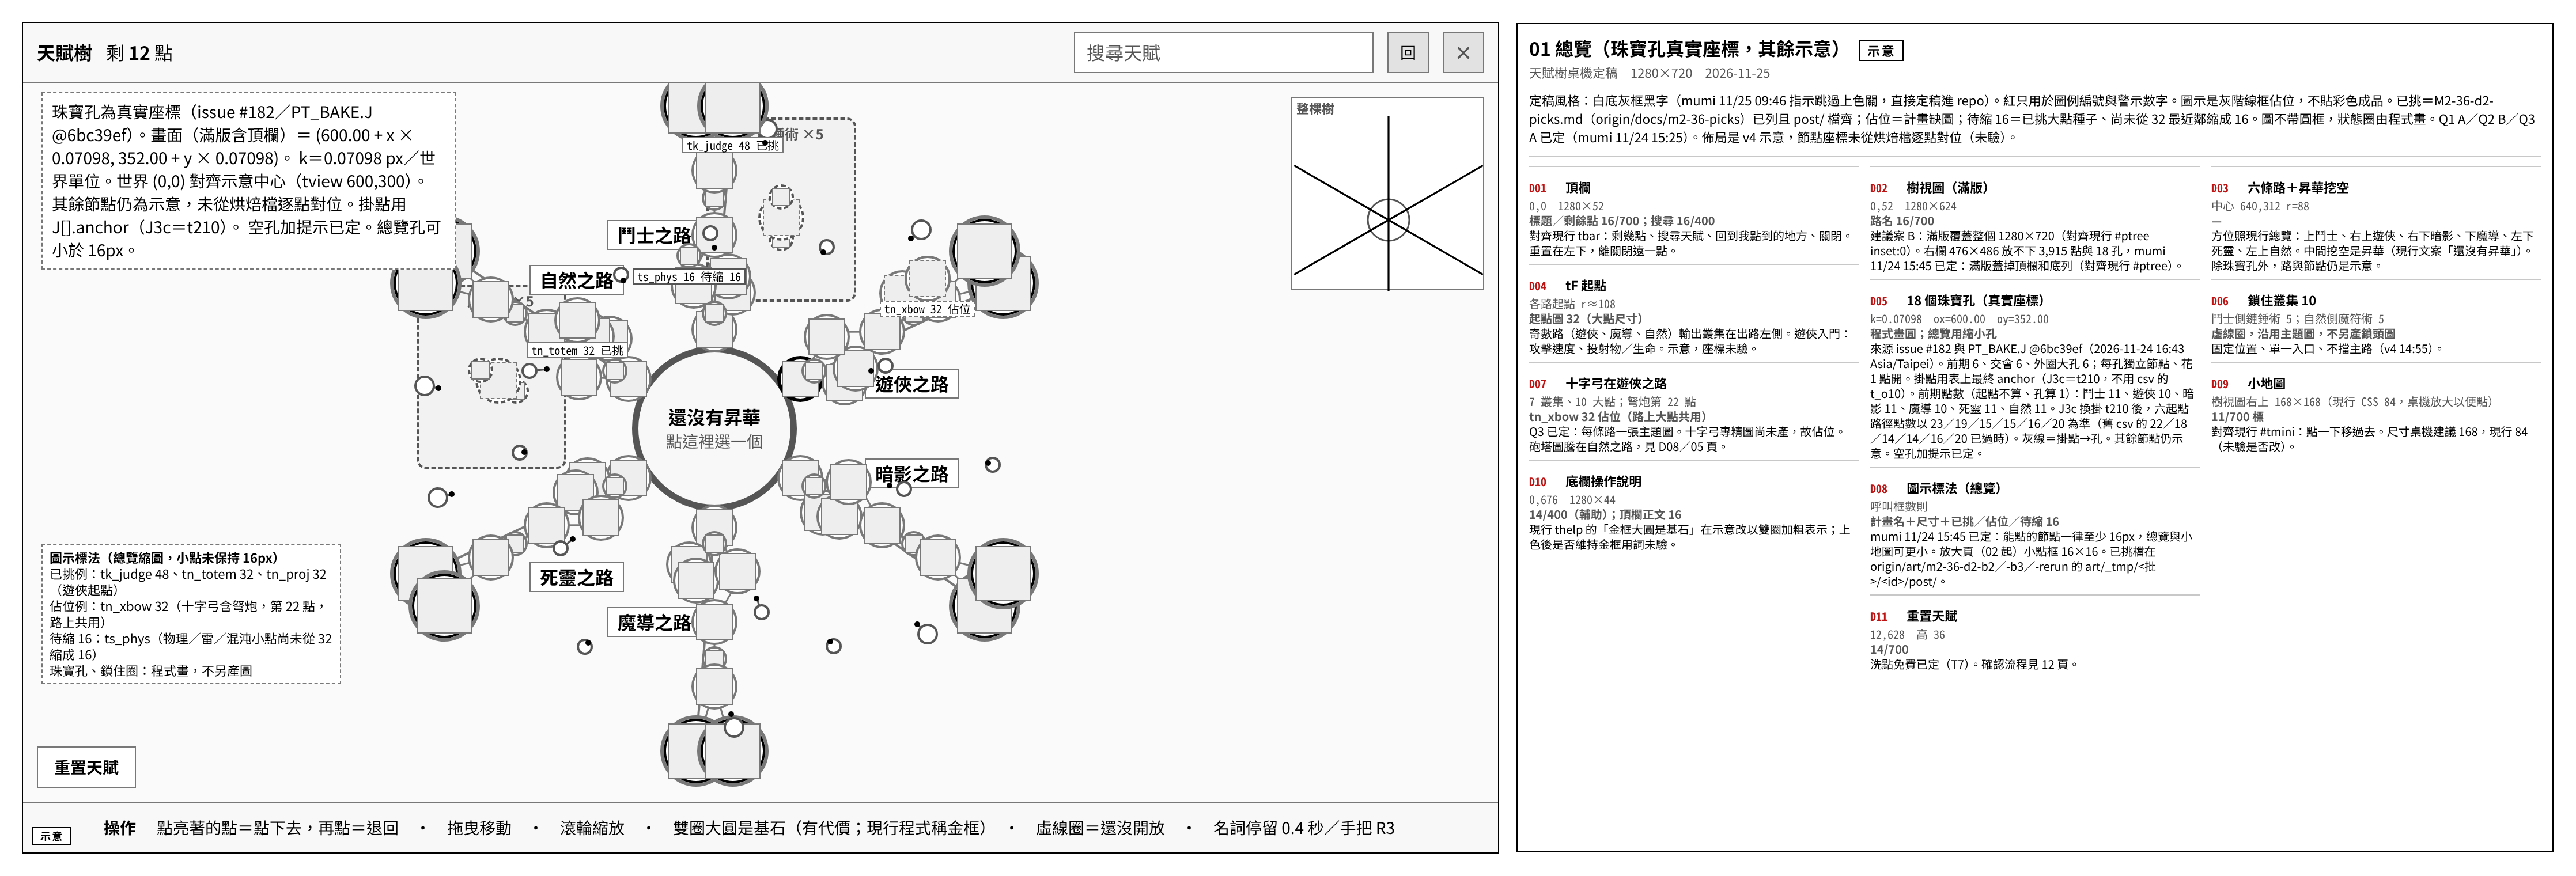 天賦樹 剩 12 點
搜尋天賦
回
×
珠寶孔為真實座標（issue #182／PT_BAKE.J
@6bc39ef）。畫面（滿版含頂欄）＝ (600.00 + x ×
0.07098, 352.00 + y × 0.07098)。 k＝0.07098 px／世
界單位。世界 (0,0) 對齊示意中心（tview 600,300）。
其餘節點仍為示意，未從烘焙檔逐點對位。掛點用
J[].anchor（J3c＝t210）。 空孔加提示已定。總覽孔可
小於 16px。
術 ×5
tk_judge 48 已挑
整棵樹
鬥士之路
自然之路
ts_phys 16 待縮 16
×5
tn_xbow 32 佔位
tn_totem 32 已挑
遊俠之路
還沒有昇華
點這裡選一個
暗影之路
死靈之路
魔導之路
圖示標法（總覽縮圖，小點未保持 16px）
已挑例：tk_judge 48、tn_totem 32、tn_proj 32
（遊俠起點）
佔位例：tn_xbow 32（十字弓含弩炮，第 22 點，
路上共用）
待縮 16：ts_phys（物理／雷／混沌小點尚未從 32
縮成 16）
珠寶孔、鎖住圈：程式畫，不另產圖
重置天賦
示意
操作 點亮著的點＝點下去，再點＝退回 ・ 拖曳移動 ・ 滾輪縮放 ・ 雙圈大圓是基石（有代價；現行程式稱金框） ・ 虛線圈＝還沒開放 ・ 名詞停留 0.4 秒／手把 R3
01 總覽（珠寶孔真實座標，其餘示意） 示意
天賦樹桌機定稿 1280×720 2026-11-25
定稿風格：白底灰框黑字（mumi 11/25 09:46 指示跳過上色關，直接定稿進 repo）。紅只用於圖例編號與警示數字。圖示是灰階線框佔位，不貼彩色成品。已挑＝M2-36-d2-
picks.md（origin/docs/m2-36-picks）已列且 post/ 檔齊；佔位＝計畫缺圖；待縮 16＝已挑大點種子、尚未從 32 最近鄰縮成 16。圖不帶圓框，狀態圈由程式畫。Q1 A／Q2 B／Q3
A 已定（mumi 11/24 15:25）。佈局是 v4 示意，節點座標未從烘焙檔逐點對位（未驗）。
D01 頂欄
0,0 1280×52
標題／剩餘點 16/700；搜尋 16/400
對齊現行 tbar：剩幾點、搜尋天賦、回到我點到的地方、關閉。
重置在左下，離關閉遠一點。
D04 tF 起點
各路起點 r≈108
起點圖 32（大點尺寸）
奇數路（遊俠、魔導、自然）輸出叢集在出路左側。遊俠入門：
攻擊速度、投射物／生命。示意，座標未驗。
D07 十字弓在遊俠之路
7 叢集、10 大點；弩炮第 22 點
tn_xbow 32 佔位（路上大點共用）
Q3 已定：每條路一張主題圖。十字弓專精圖尚未產，故佔位。
砲塔圖騰在自然之路，見 D08／05 頁。
D10 底欄操作說明
0,676 1280×44
14/400（輔助）；頂欄正文 16
現行 thelp 的「金框大圓是基石」在示意改以雙圈加粗表示；上
色後是否維持金框用詞未驗。
D02 樹視圖（滿版）
0,52 1280×624
路名 16/700
建議案 B：滿版覆蓋整個 1280×720（對齊現行 #ptree
inset:0）。右欄 476×486 放不下 3,915 點與 18 孔，mumi
11/24 15:45 已定：滿版蓋掉頂欄和底列（對齊現行 #ptree）。
D05 18 個珠寶孔（真實座標）
k=0.07098 ox=600.00 oy=352.00
程式畫圓；總覽用縮小孔
來源 issue #182 與 PT_BAKE.J @6bc39ef（2026-11-24 16:43
Asia/Taipei）。前期 6、交會 6、外圈大孔 6；每孔獨立節點、花
1 點開。掛點用表上最終 anchor（J3c＝t210，不用 csv 的
t_o10）。前期點數（起點不算、孔算 1）：鬥士 11、遊俠 10、暗
影 11、魔導 10、死靈 11、自然 11。J3c 換掛 t210 後，六起點
路徑點數以 23／19／15／15／16／20 為準（舊 csv 的 22／18
／14／14／16／20 已過時）。灰線＝掛點→孔。其餘節點仍示
意。空孔加提示已定。
D08 圖示標法（總覽）
呼叫框數則
計畫名＋尺寸＋已挑／佔位／待縮 16
mumi 11/24 15:45 已定：能點的節點一律至少 16px，總覽與小
地圖可更小。放大頁（02 起）小點框 16×16。已挑檔在
origin/art/m2-36-d2-b2／-b3／-rerun 的 art/_tmp/<批
>/<id>/post/。
D11 重置天賦
12,628 高 36
14/700
洗點免費已定（T7）。確認流程見 12 頁。
D03 六條路＋昇華挖空
中心 640,312 r=88
—
方位照現行總覽：上鬥士、右上遊俠、右下暗影、下魔導、左下
死靈、左上自然。中間挖空是昇華（現行文案「還沒有昇華」）。
除珠寶孔外，路與節點仍是示意。
D06 鎖住叢集 10
鬥士側鏈錘術 5；自然側魔符術 5
虛線圈，沿用主題圖，不另產鎖頭圖
固定位置、單一入口、不擋主路（v4 14:55）。
D09 小地圖
樹視圖右上 168×168（現行 CSS 84，桌機放大以便點）
11/700 標
對齊現行 #tmini：點一下移過去。尺寸桌機建議 168，現行 84
（未驗是否改）。